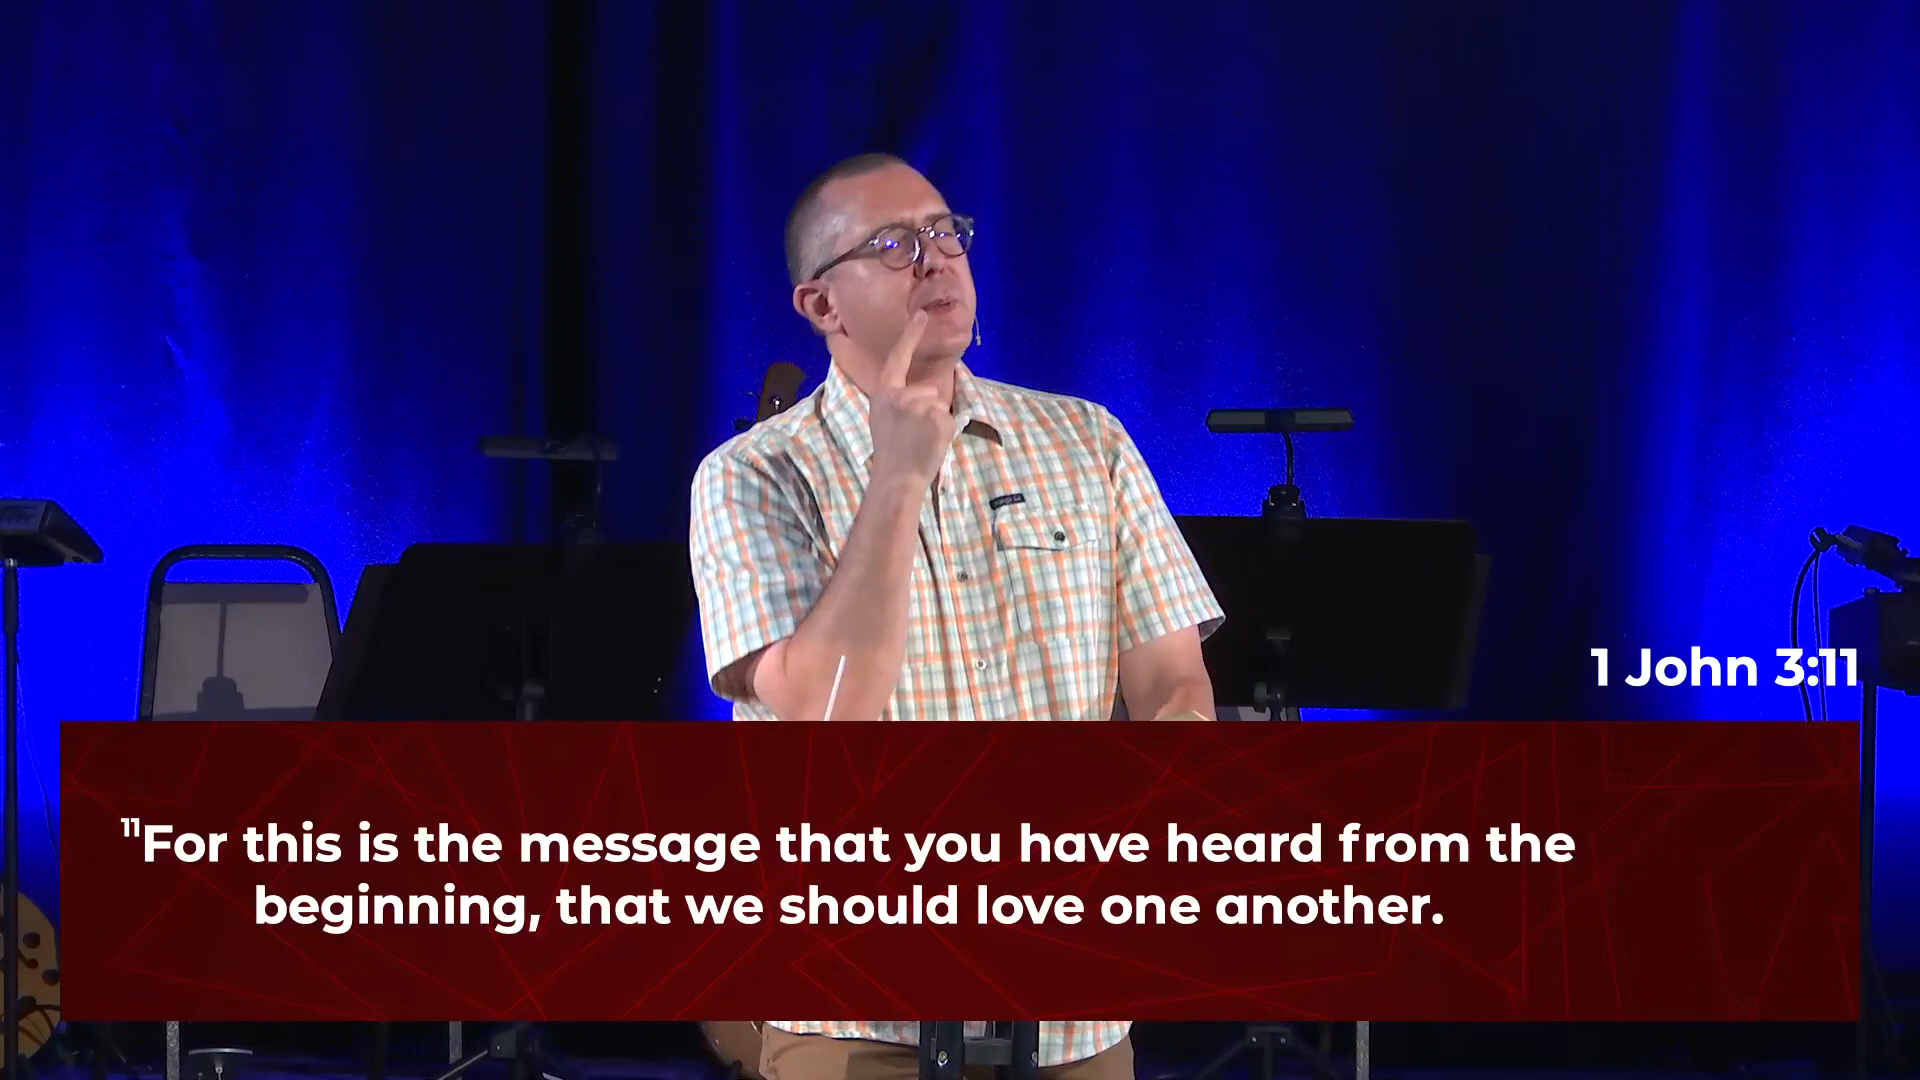 1 John 3:11
11For this is the message that you have heard from the
beginning, that we should love one another.